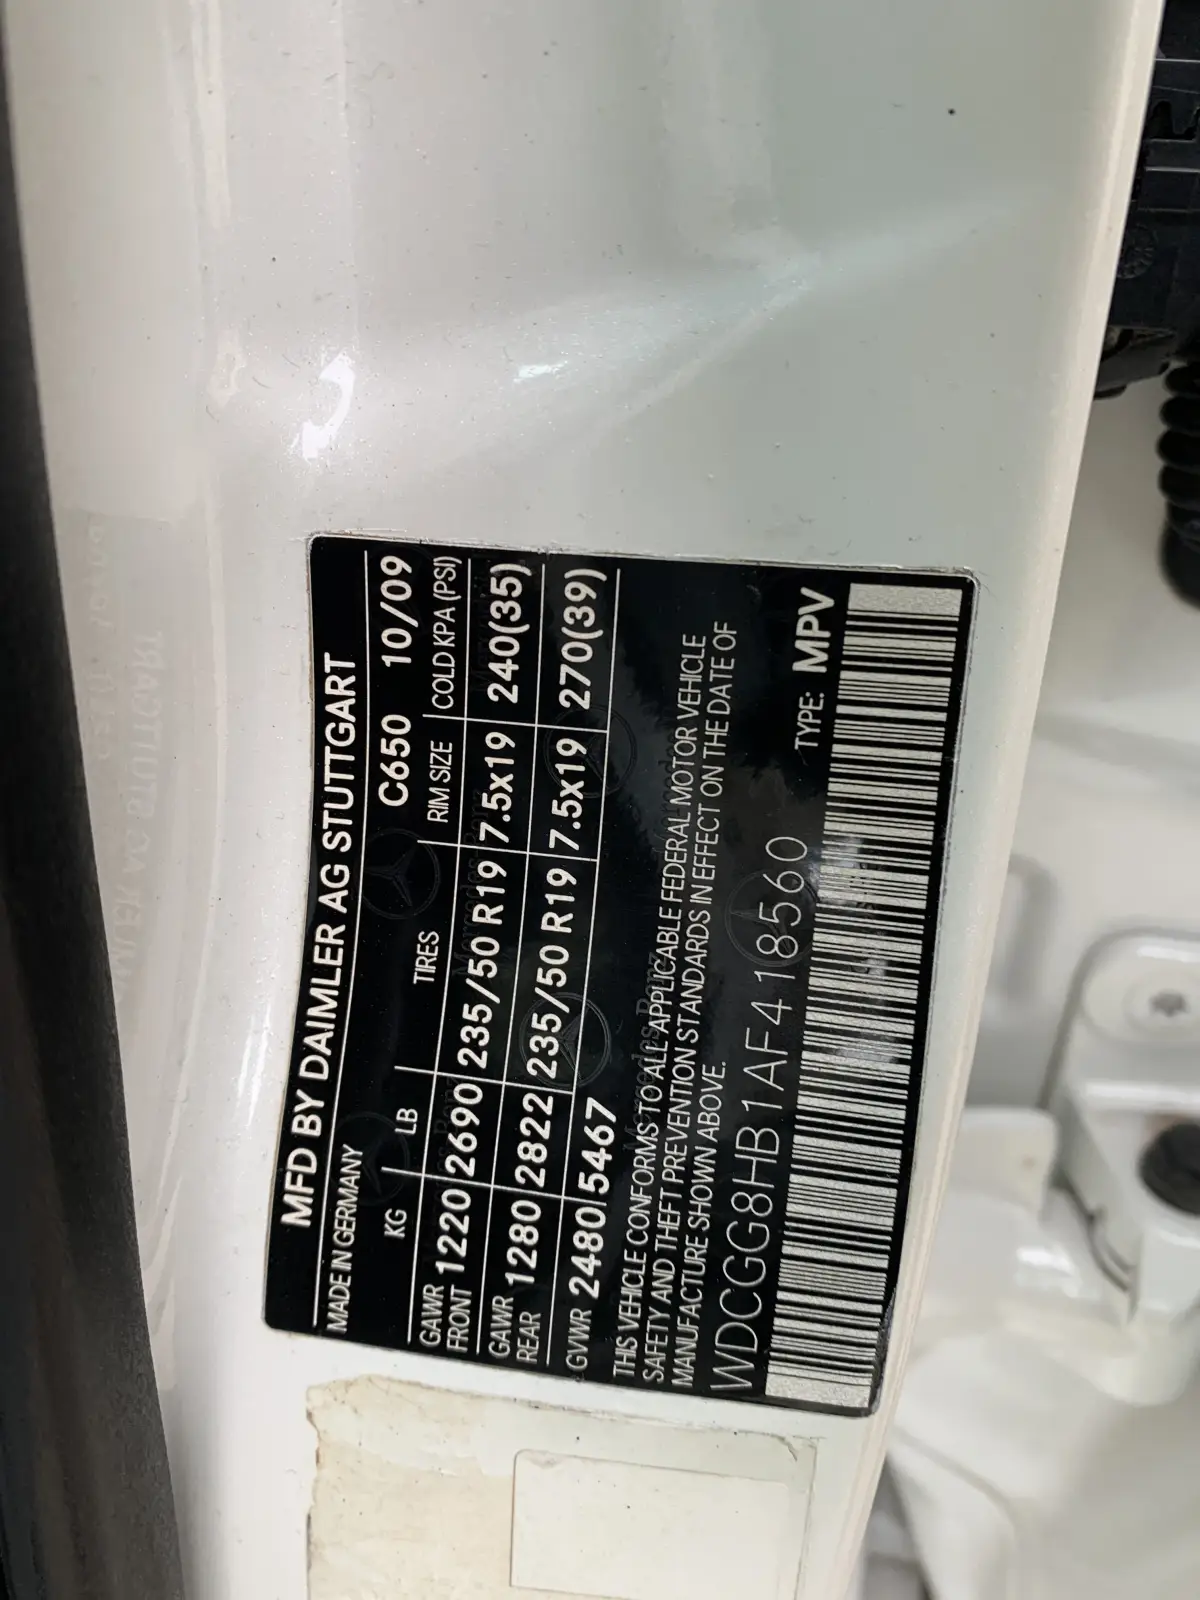 MFD BY DAIMLER AG STUTTGART
MADE IN GERMANY C650 10/09
KG LB TIRES RIM SIZE COLD KPA (PSI)
GAWR FRONT 1220 2690 235/50 R19 7.5x19 240(35)
GAWR REAR 1280 2822 235/50 R19 7.5x19 270(39)
GVWR 2480 5467
THIS VEHICLE CONFORMS TO ALL APPLICABLE FEDERAL MOTOR VEHICLE
SAFETY AND THEFT PREVENTION STANDARDS IN EFFECT ON THE DATE OF
MANUFACTURE SHOWN ABOVE.
WDCGG8HB1AF418560 TYPE: MPV